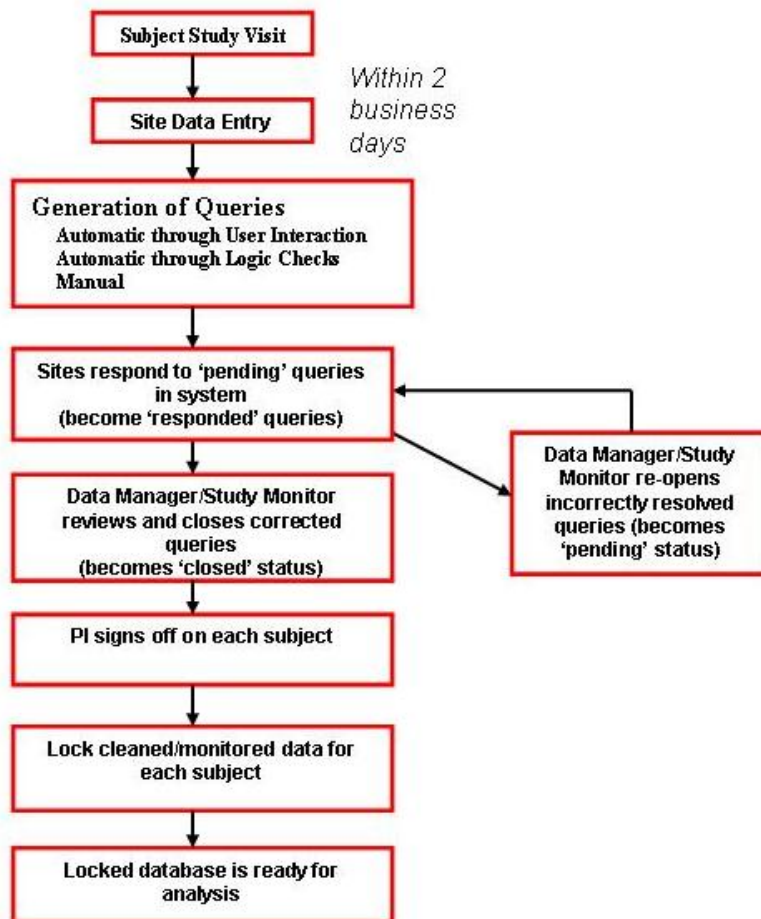 Subject Study Visit
Within 2
business
days
Site Data Entry
Generation of Queries
Automatic through User Interaction
Automatic through Logic Checks
Manual
Sites respond to ‘pending’ queries
in system
(become ‘responded’ queries)
Data Manager/Study
Monitor re-opens
incorrectly resolved
queries (becomes
‘pending’ status)
Data Manager/Study Monitor
reviews and closes corrected
queries
(becomes ‘closed’ status)
PI signs off on each subject
Lock cleaned/monitored data for
each subject
Locked database is ready for
analysis